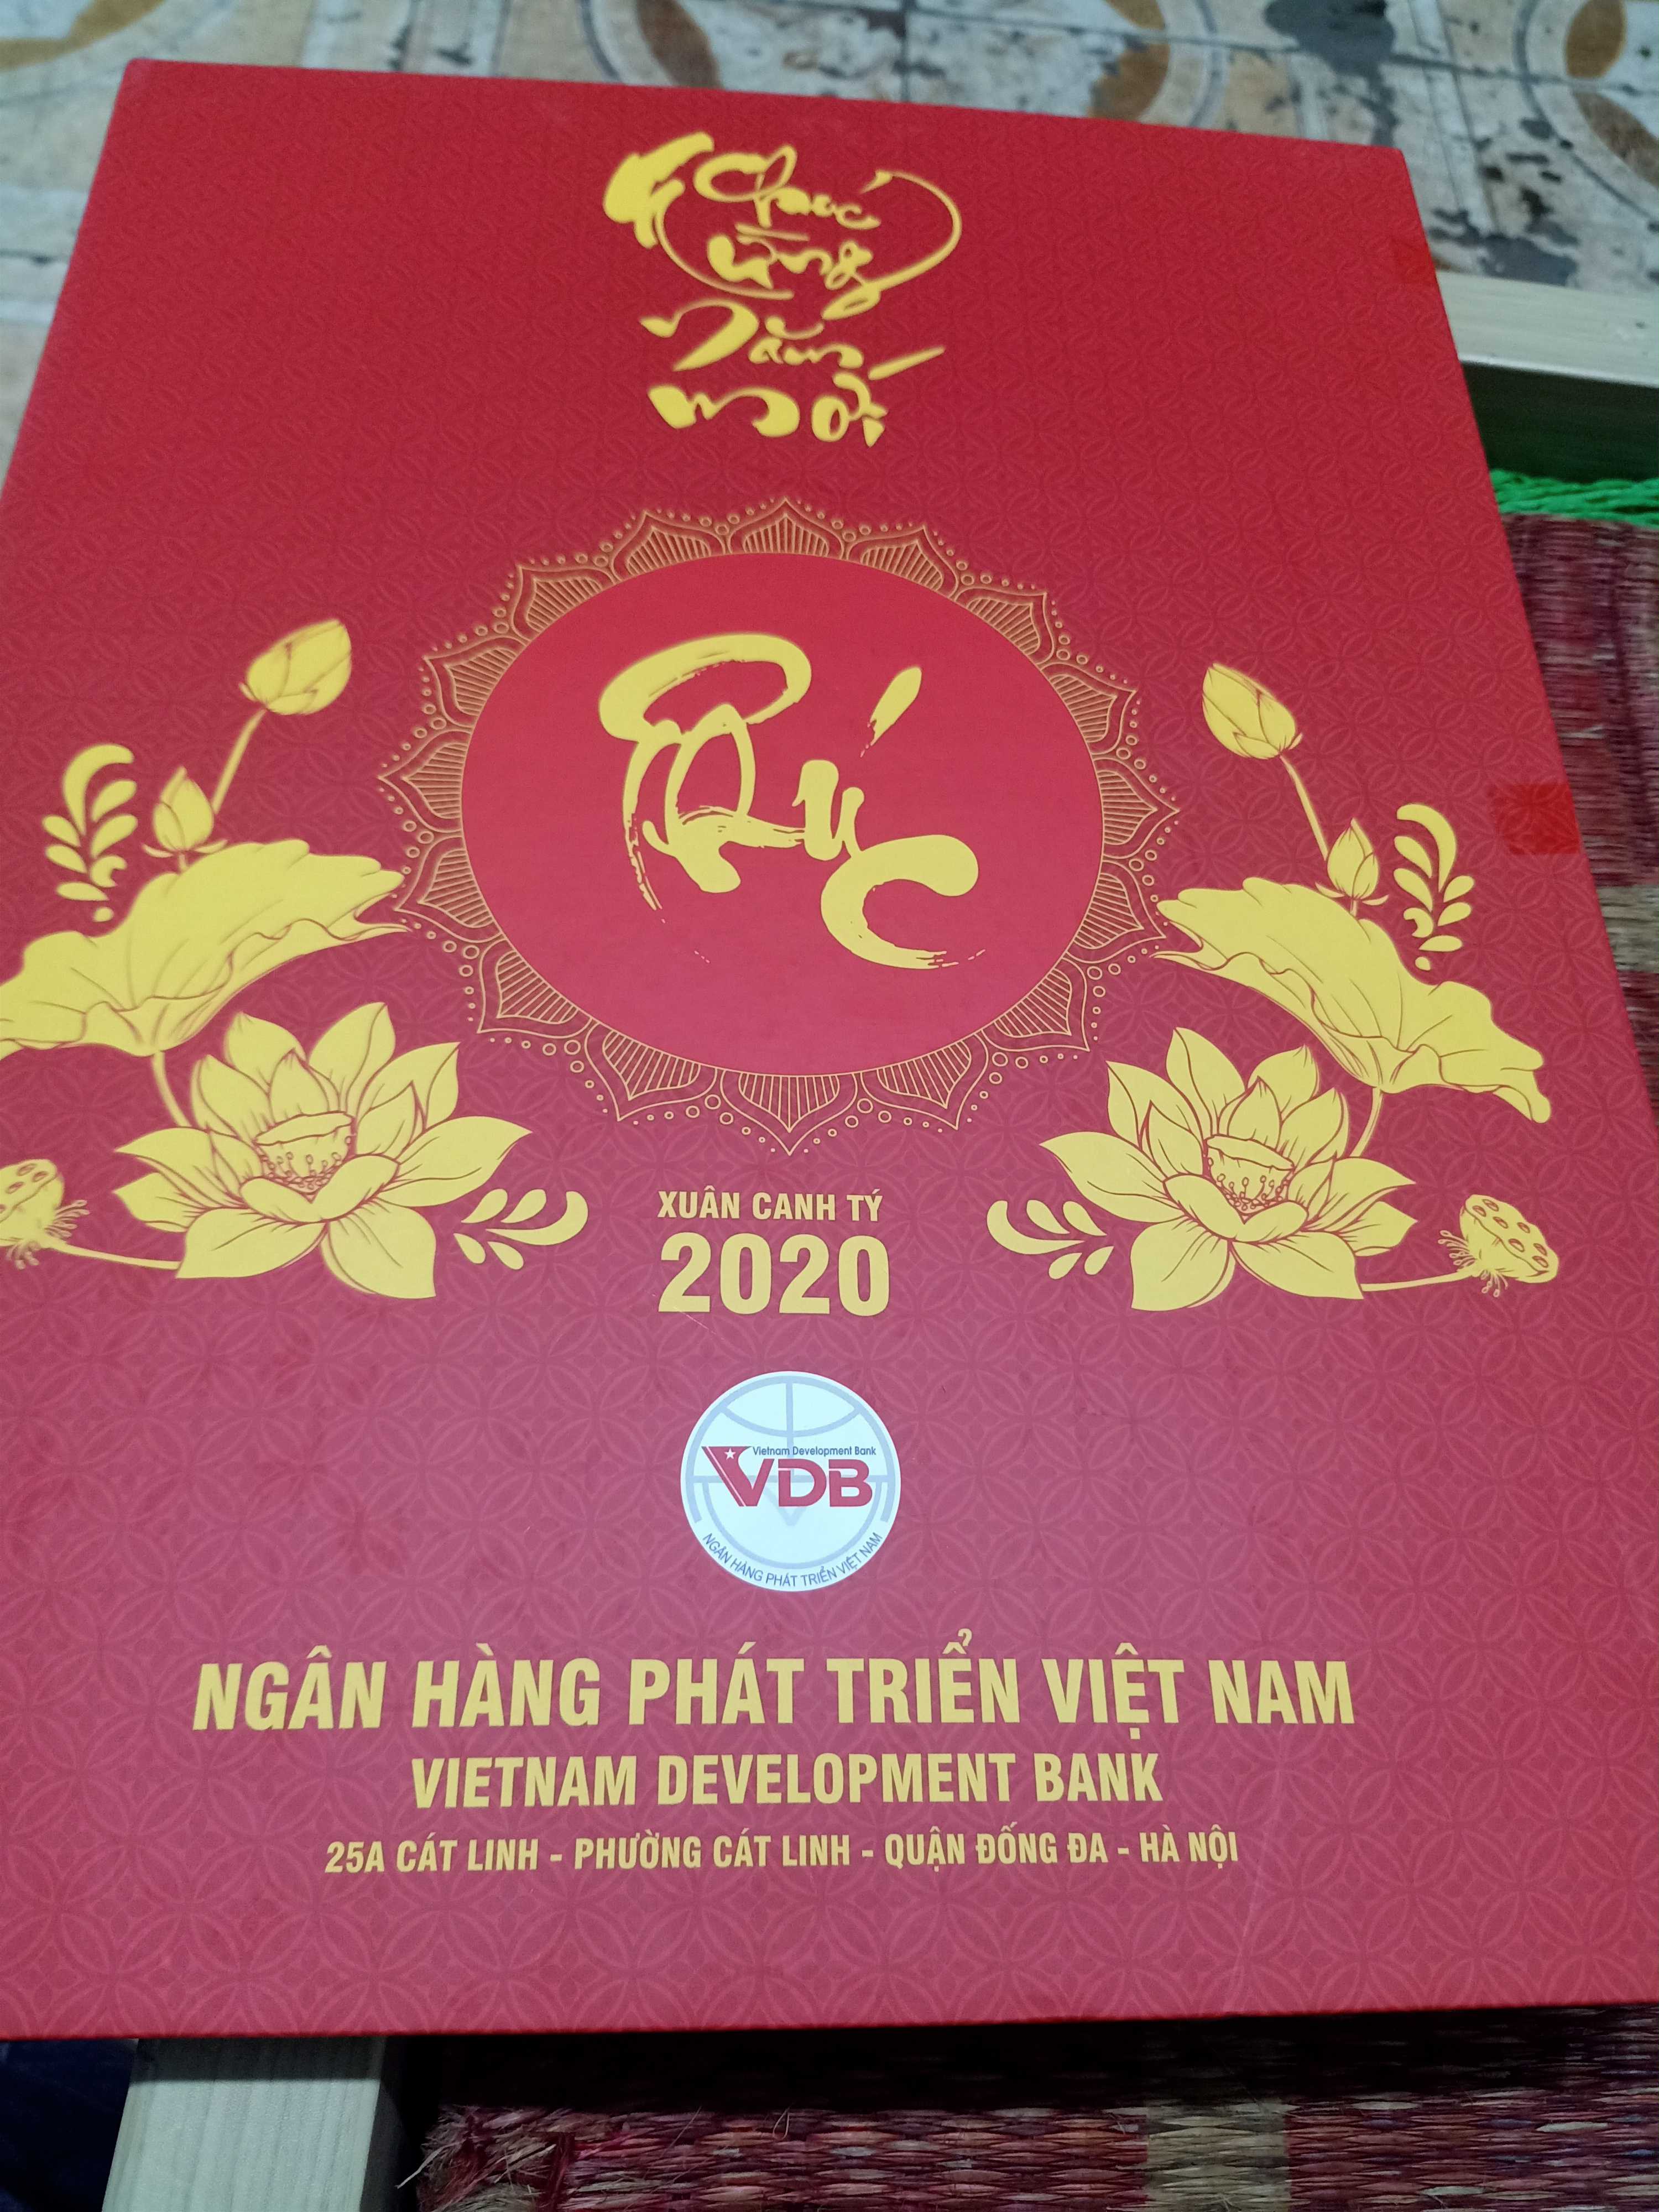 Chúc
Mừng
Năm
Mới
Phúc
XUÂN CANH TÝ
2020
Vietnam Development Bank
VDB
NGÂN HÀNG PHÁT TRIỂN VIỆT NAM
NGÂN HÀNG PHÁT TRIỂN VIỆT NAM
VIETNAM DEVELOPMENT BANK
25A CÁT LINH - PHƯỜNG CÁT LINH - QUẬN ĐỐNG ĐA - HÀ NỘI